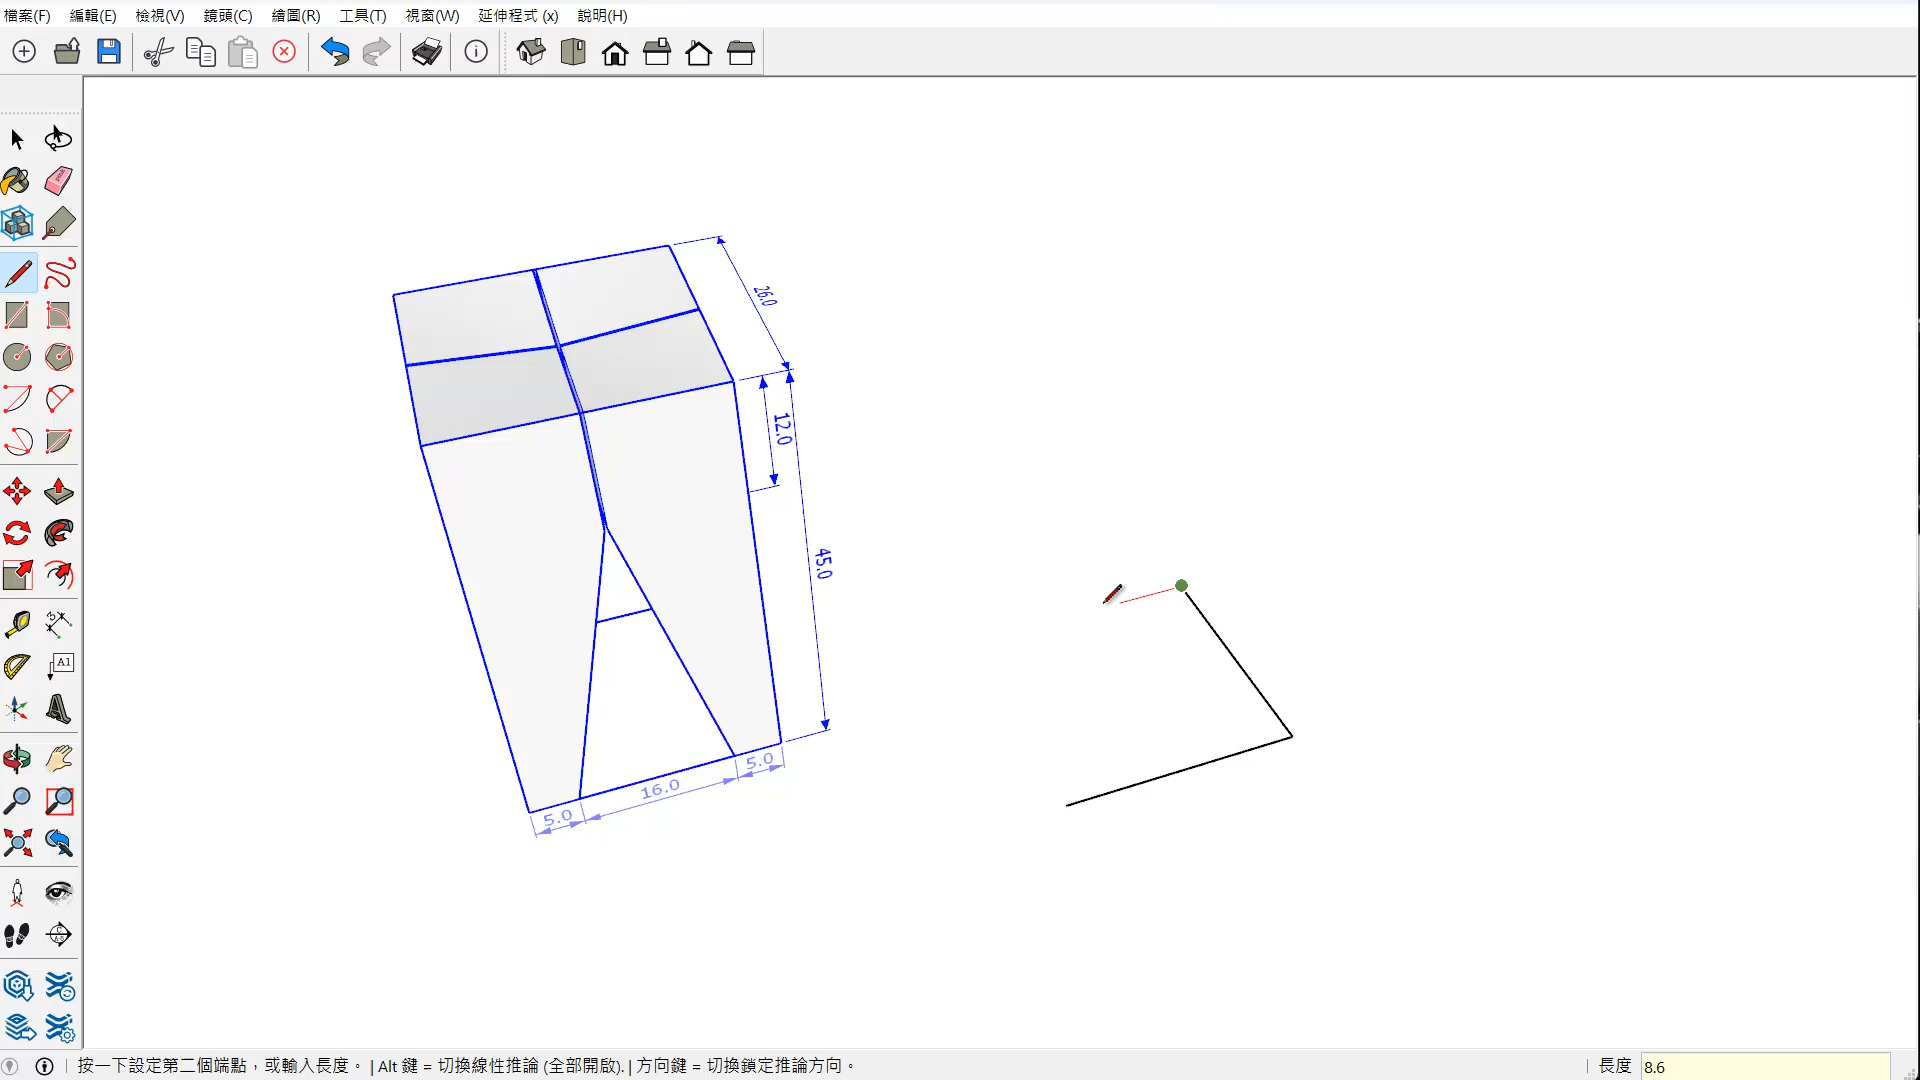 檔案(F) 編輯(E) 檢視(V) 鏡頭(C) 繪圖(R) 工具(T) 視窗(W) 延伸程式 (x) 說明(H)
26.0
12.0
45.0
A1
5.0
16.0
5.0
按一下設定第二個端點，或輸入長度。 | Alt 鍵 = 切換線性推論 (全部開啟). | 方向鍵 = 切換鎖定推論方向。 長度 8.6